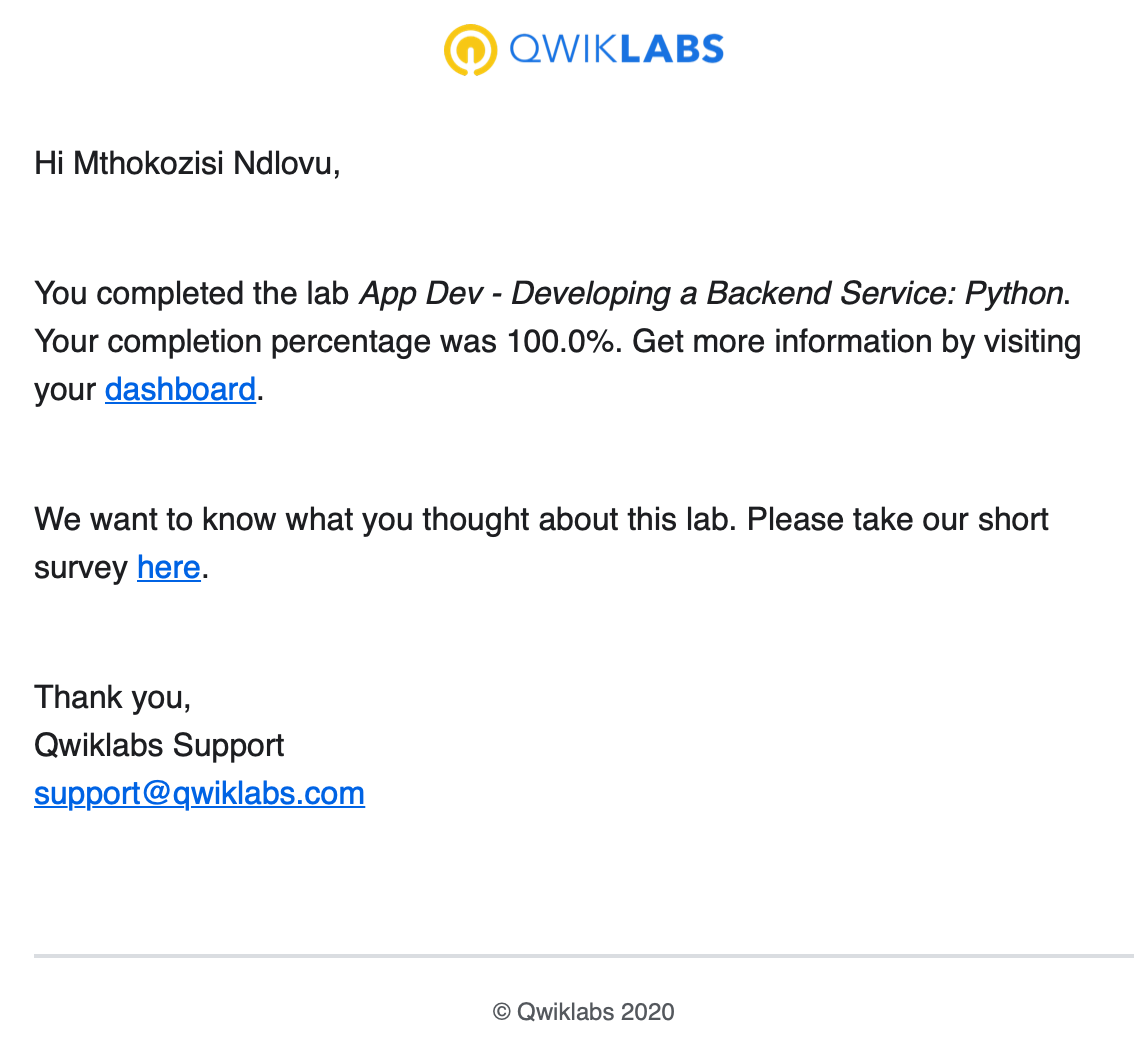 QWIKLABS
Hi Mthokozisi Ndlovu,
You completed the lab App Dev - Developing a Backend Service: Python.
Your completion percentage was 100.0%. Get more information by visiting
your dashboard.
We want to know what you thought about this lab. Please take our short
survey here.
Thank you,
Qwiklabs Support
support@qwiklabs.com
© Qwiklabs 2020